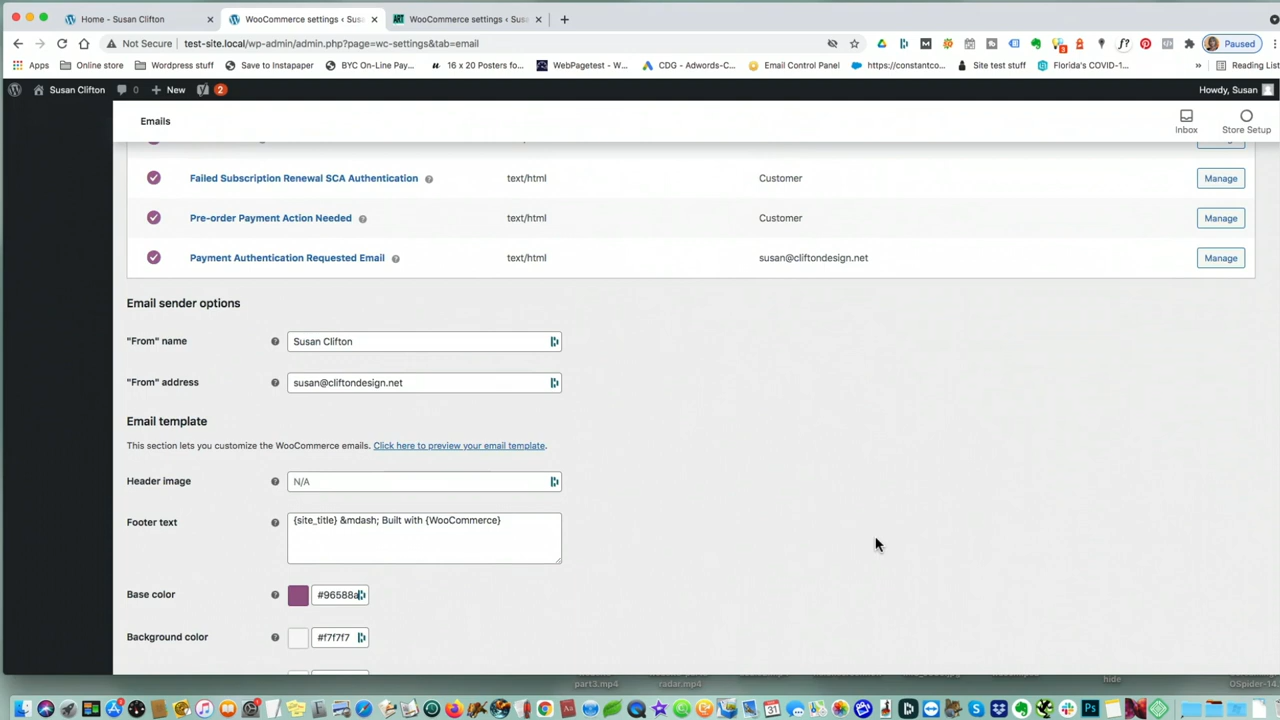 Home - Susan Clifton
WooCommerce settings ‹ Susa
WooCommerce settings ‹ Susa
Not Secure
test-site.local/wp-admin/admin.php?page=wc-settings&tab=email
Paused
Apps
Online store
Wordpress stuff
Save to Instapaper
BYC On-Line Pay...
16 x 20 Posters fo...
WebPagetest - W...
CDG - Adwords-C...
Email Control Panel
https://constantco...
Site test stuff
Florida's COVID-1...
»
Reading List
Susan Clifton
0
New
2
Howdy, Susan
Emails
Inbox
Store Setup
Failed Subscription Renewal SCA Authentication
text/html
Customer
Manage
Pre-order Payment Action Needed
text/html
Customer
Manage
Payment Authentication Requested Email
text/html
susan@cliftondesign.net
Manage
Email sender options
"From" name
Susan Clifton
"From" address
susan@cliftondesign.net
Email template
This section lets you customize the WooCommerce emails. Click here to preview your email template.
Header image
N/A
Footer text
{site_title} &mdash; Built with {WooCommerce}
Base color
#96588a
Background color
#f7f7f7
part3.mp4
radar.mp4
hide
OSpider-14.